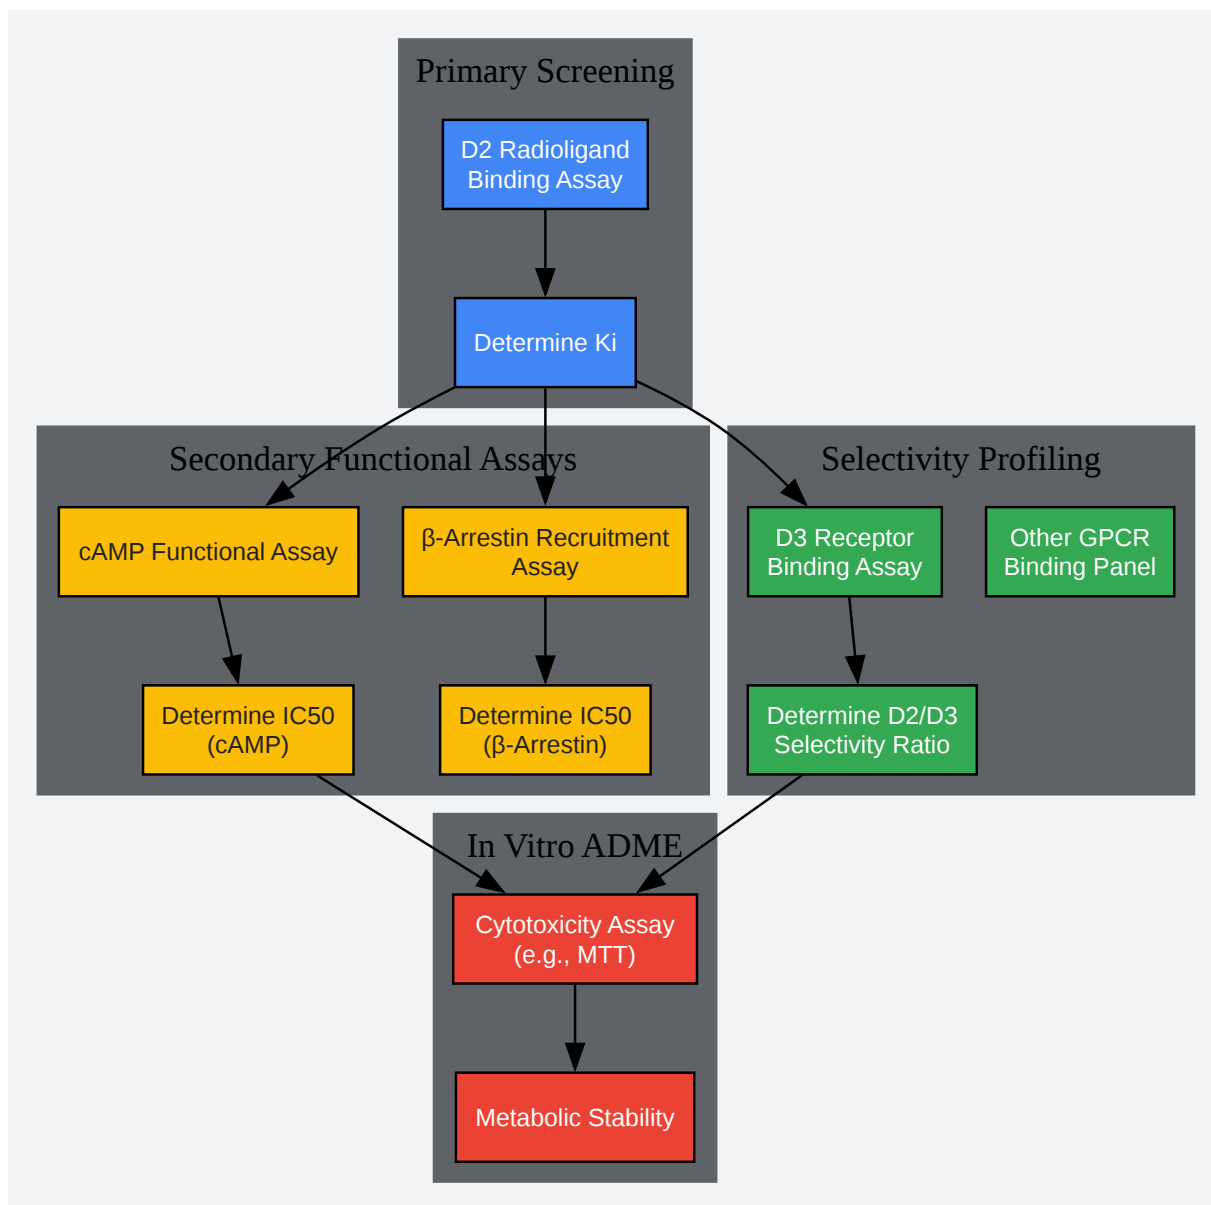 Primary Screening
D2 Radioligand
Binding Assay
Determine Ki
Secondary Functional Assays
cAMP Functional Assay
β-Arrestin Recruitment
Assay
Determine IC50
(cAMP)
Determine IC50
(β-Arrestin)
Selectivity Profiling
D3 Receptor
Binding Assay
Other GPCR
Binding Panel
Determine D2/D3
Selectivity Ratio
In Vitro ADME
Cytotoxicity Assay
(e.g., MTT)
Metabolic Stability